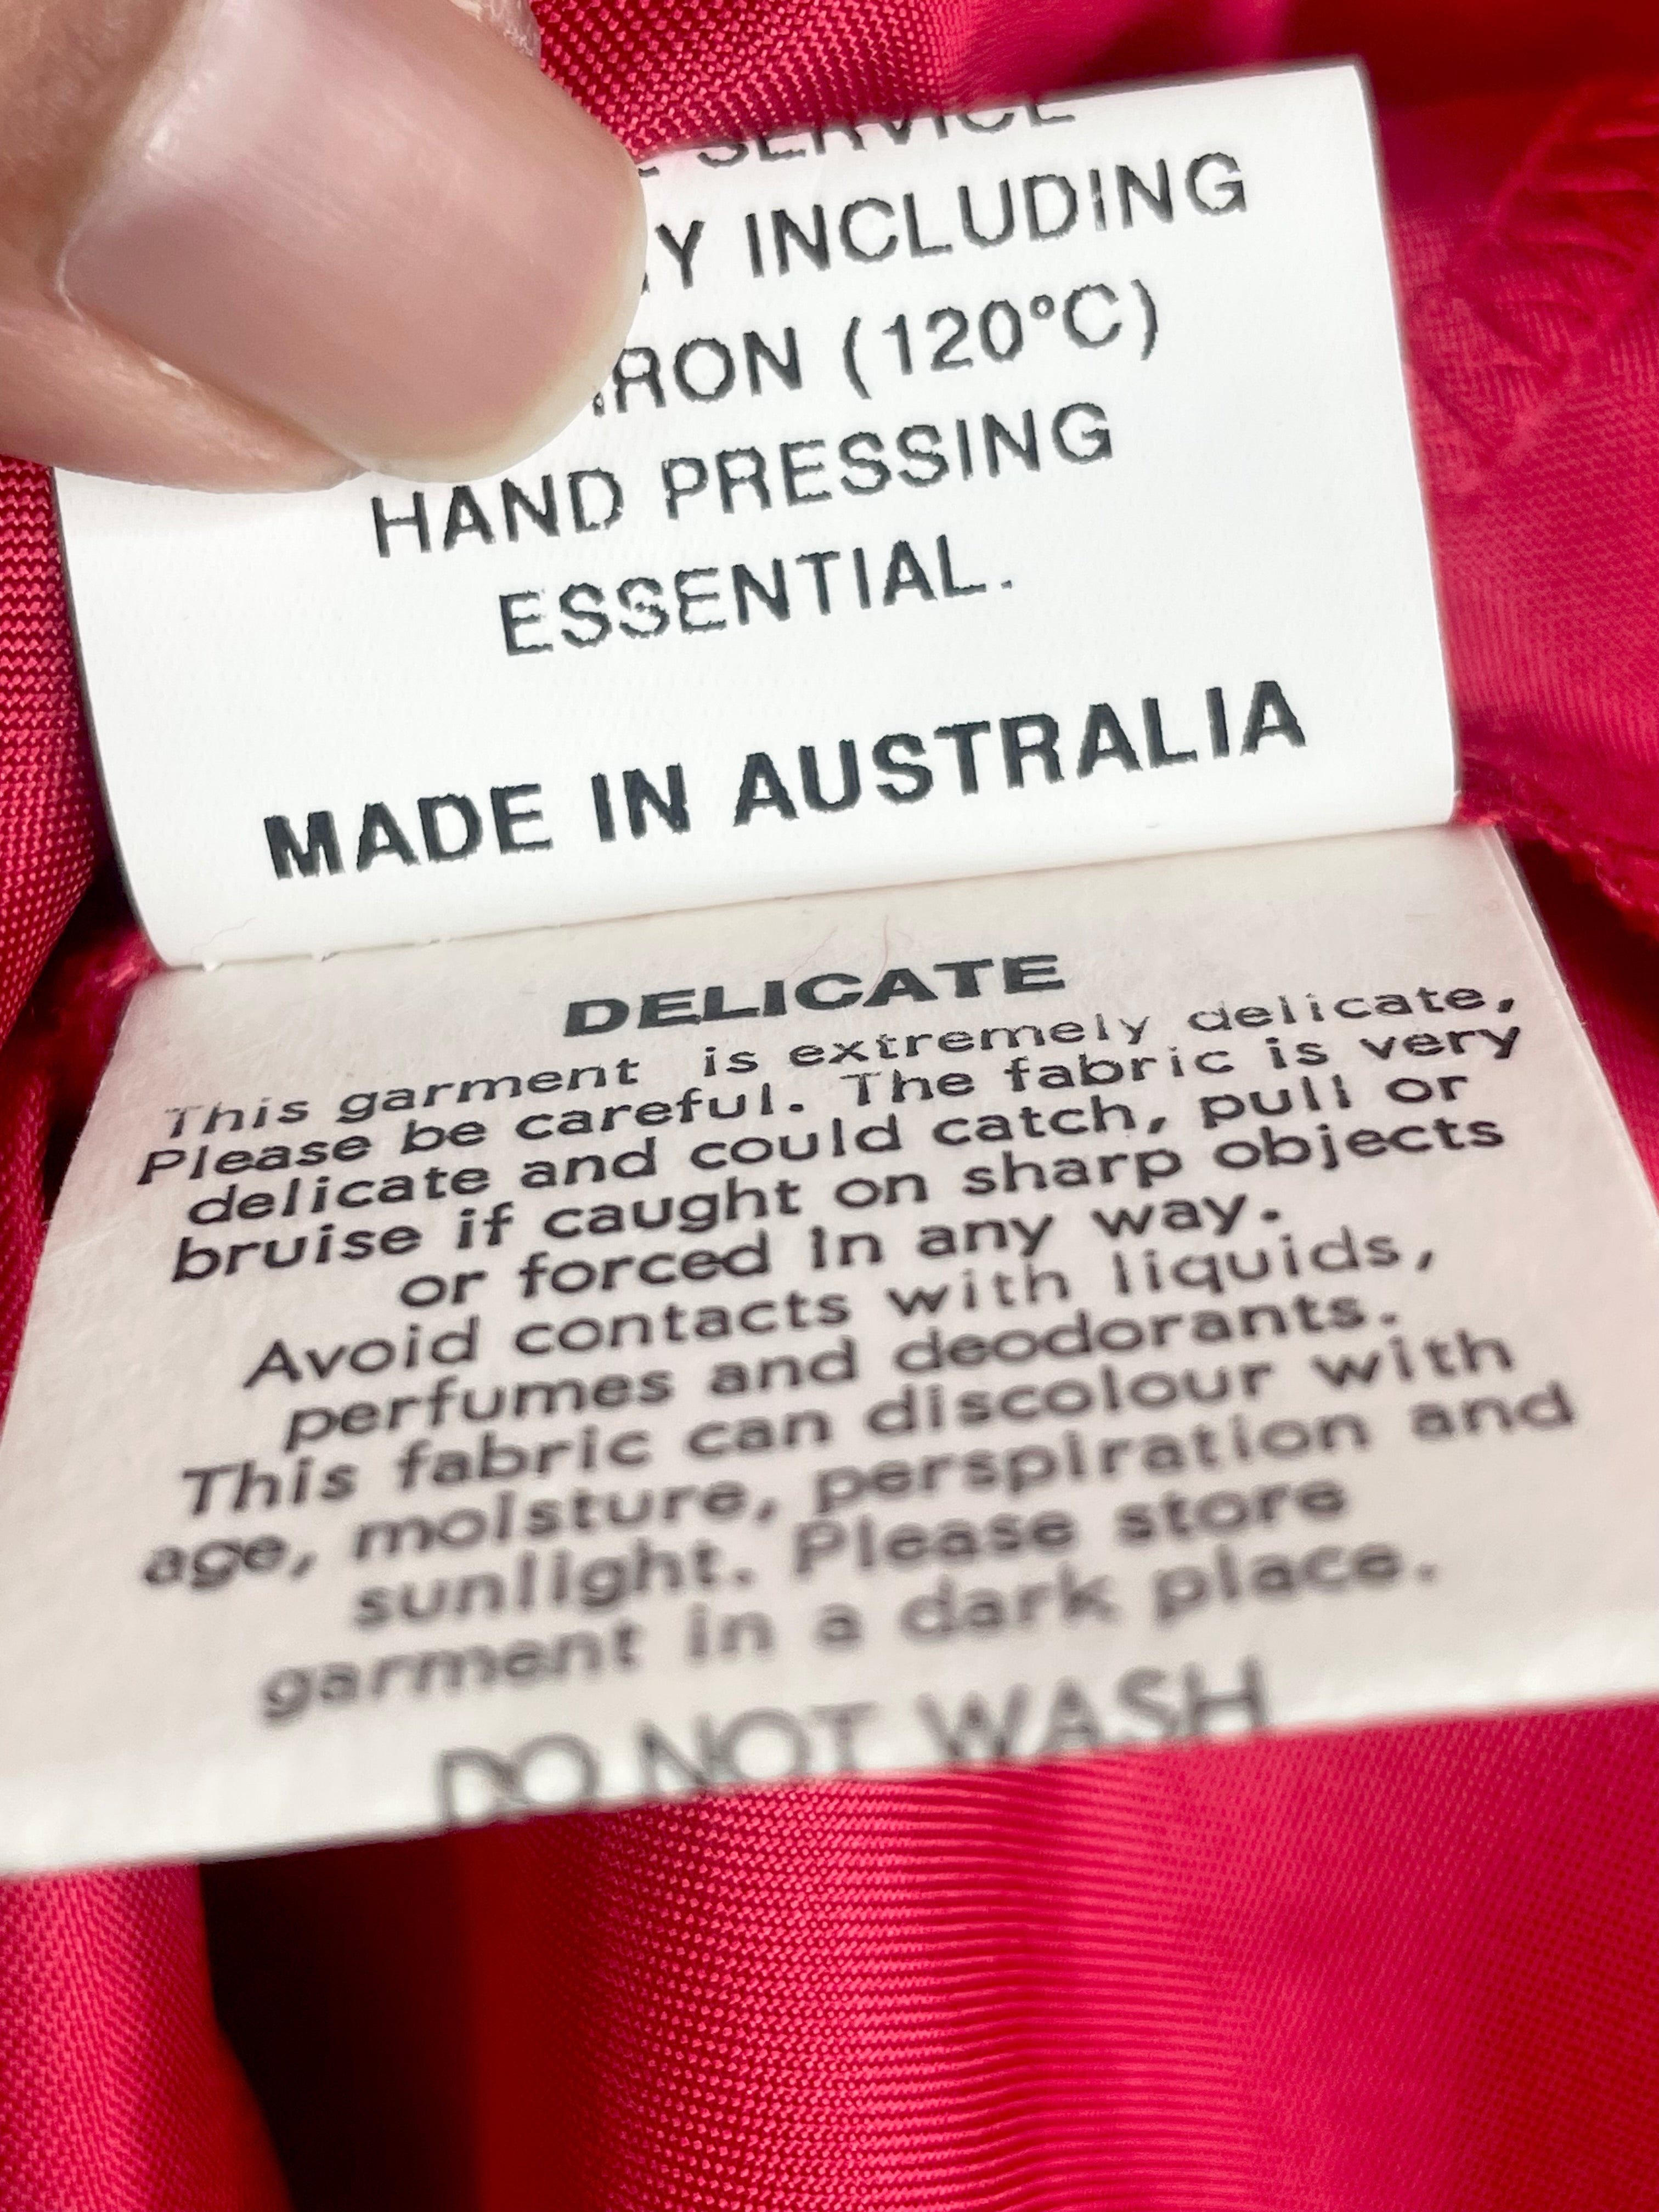 SERVICE
INCLUDING
IRON (120°C)
HAND PRESSING
ESSENTIAL.
MADE IN AUSTRALIA
DELICATE
This garment is extremely delicate,
Please be careful. The fabric is very
delicate and could catch, pull or
bruise if caught on sharp objects
or forced in any way.
Avoid contacts with liquids,
perfumes and deodorants.
This fabric can discolour with
age, moisture, perspiration and
sunlight. Please store
garment in a dark place.
DO NOT WASH